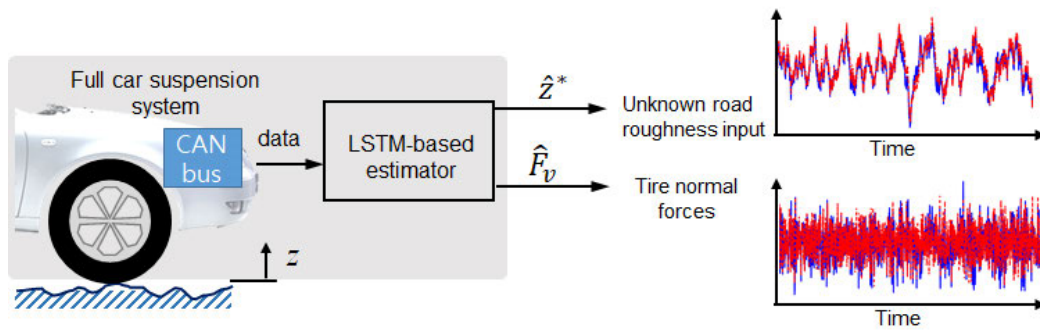 Full car suspension
system
CAN
bus
data
LSTM-based
estimator
ẑ*
F̂ᵥ
z
Unknown road
roughness input
Tire normal
forces
Time
Time